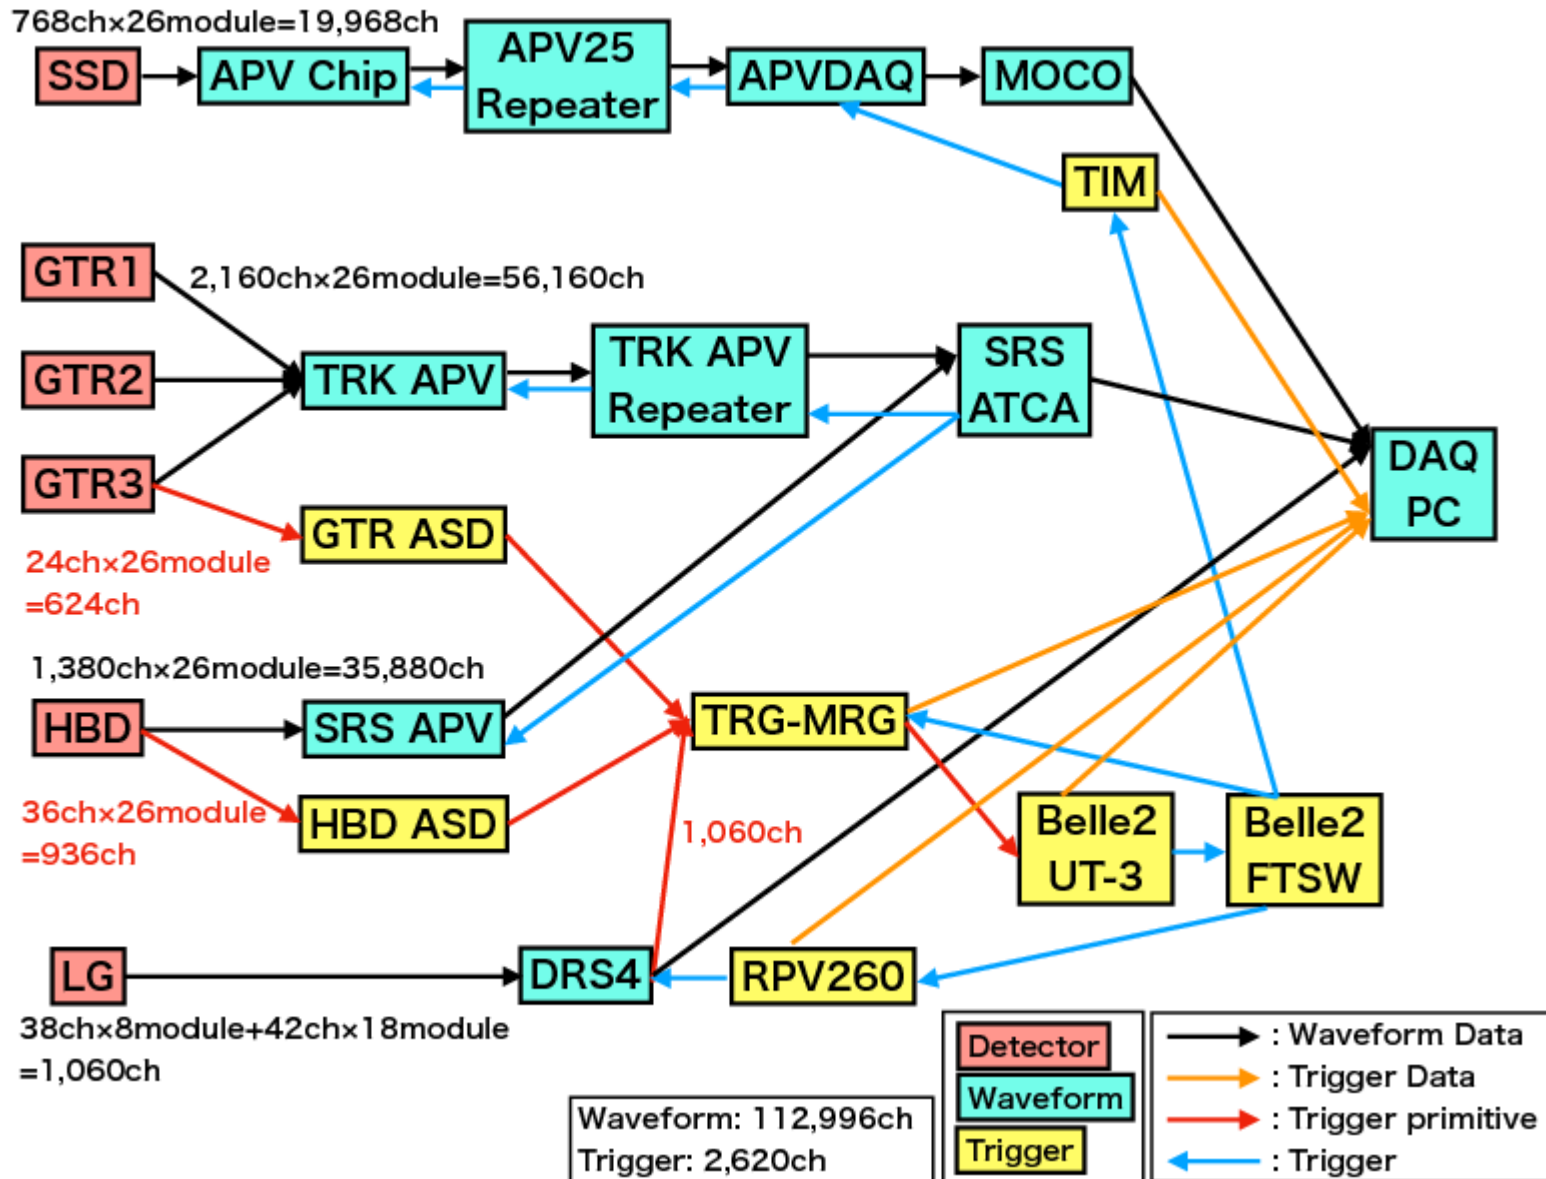 768ch×26module=19,968ch
SSD
APV Chip
APV25
Repeater
APVDAQ
MOCO
TIM
GTR1
2,160ch×26module=56,160ch
GTR2
TRK APV
TRK APV
Repeater
SRS
ATCA
GTR3
GTR ASD
DAQ
PC
24ch×26module
=624ch
1,380ch×26module=35,880ch
HBD
SRS APV
TRG-MRG
36ch×26module
=936ch
HBD ASD
1,060ch
Belle2
UT-3
Belle2
FTSW
LG
DRS4
RPV260
38ch×8module+42ch×18module
=1,060ch
Waveform: 112,996ch
Trigger: 2,620ch
Detector
Waveform
Trigger
: Waveform Data
: Trigger Data
: Trigger primitive
: Trigger